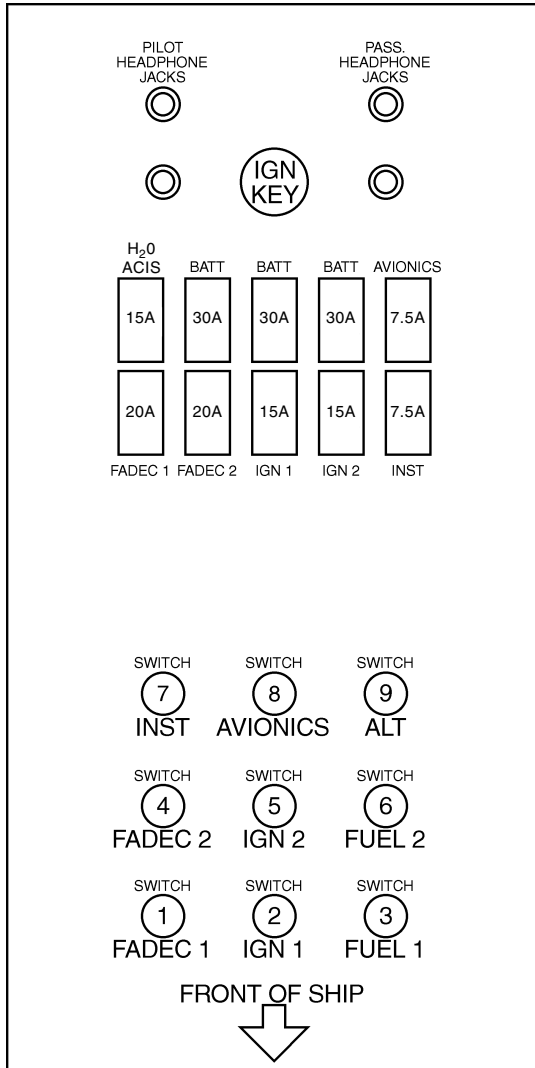 PILOT
HEADPHONE
JACKS
PASS.
HEADPHONE
JACKS
IGN
KEY
H₂0
ACIS BATT BATT BATT AVIONICS
15A 30A 30A 30A 7.5A
20A 20A 15A 15A 7.5A
FADEC 1 FADEC 2 IGN 1 IGN 2 INST
SWITCH SWITCH SWITCH
7 8 9
INST AVIONICS ALT
SWITCH SWITCH SWITCH
4 5 6
FADEC 2 IGN 2 FUEL 2
SWITCH SWITCH SWITCH
1 2 3
FADEC 1 IGN 1 FUEL 1
FRONT OF SHIP